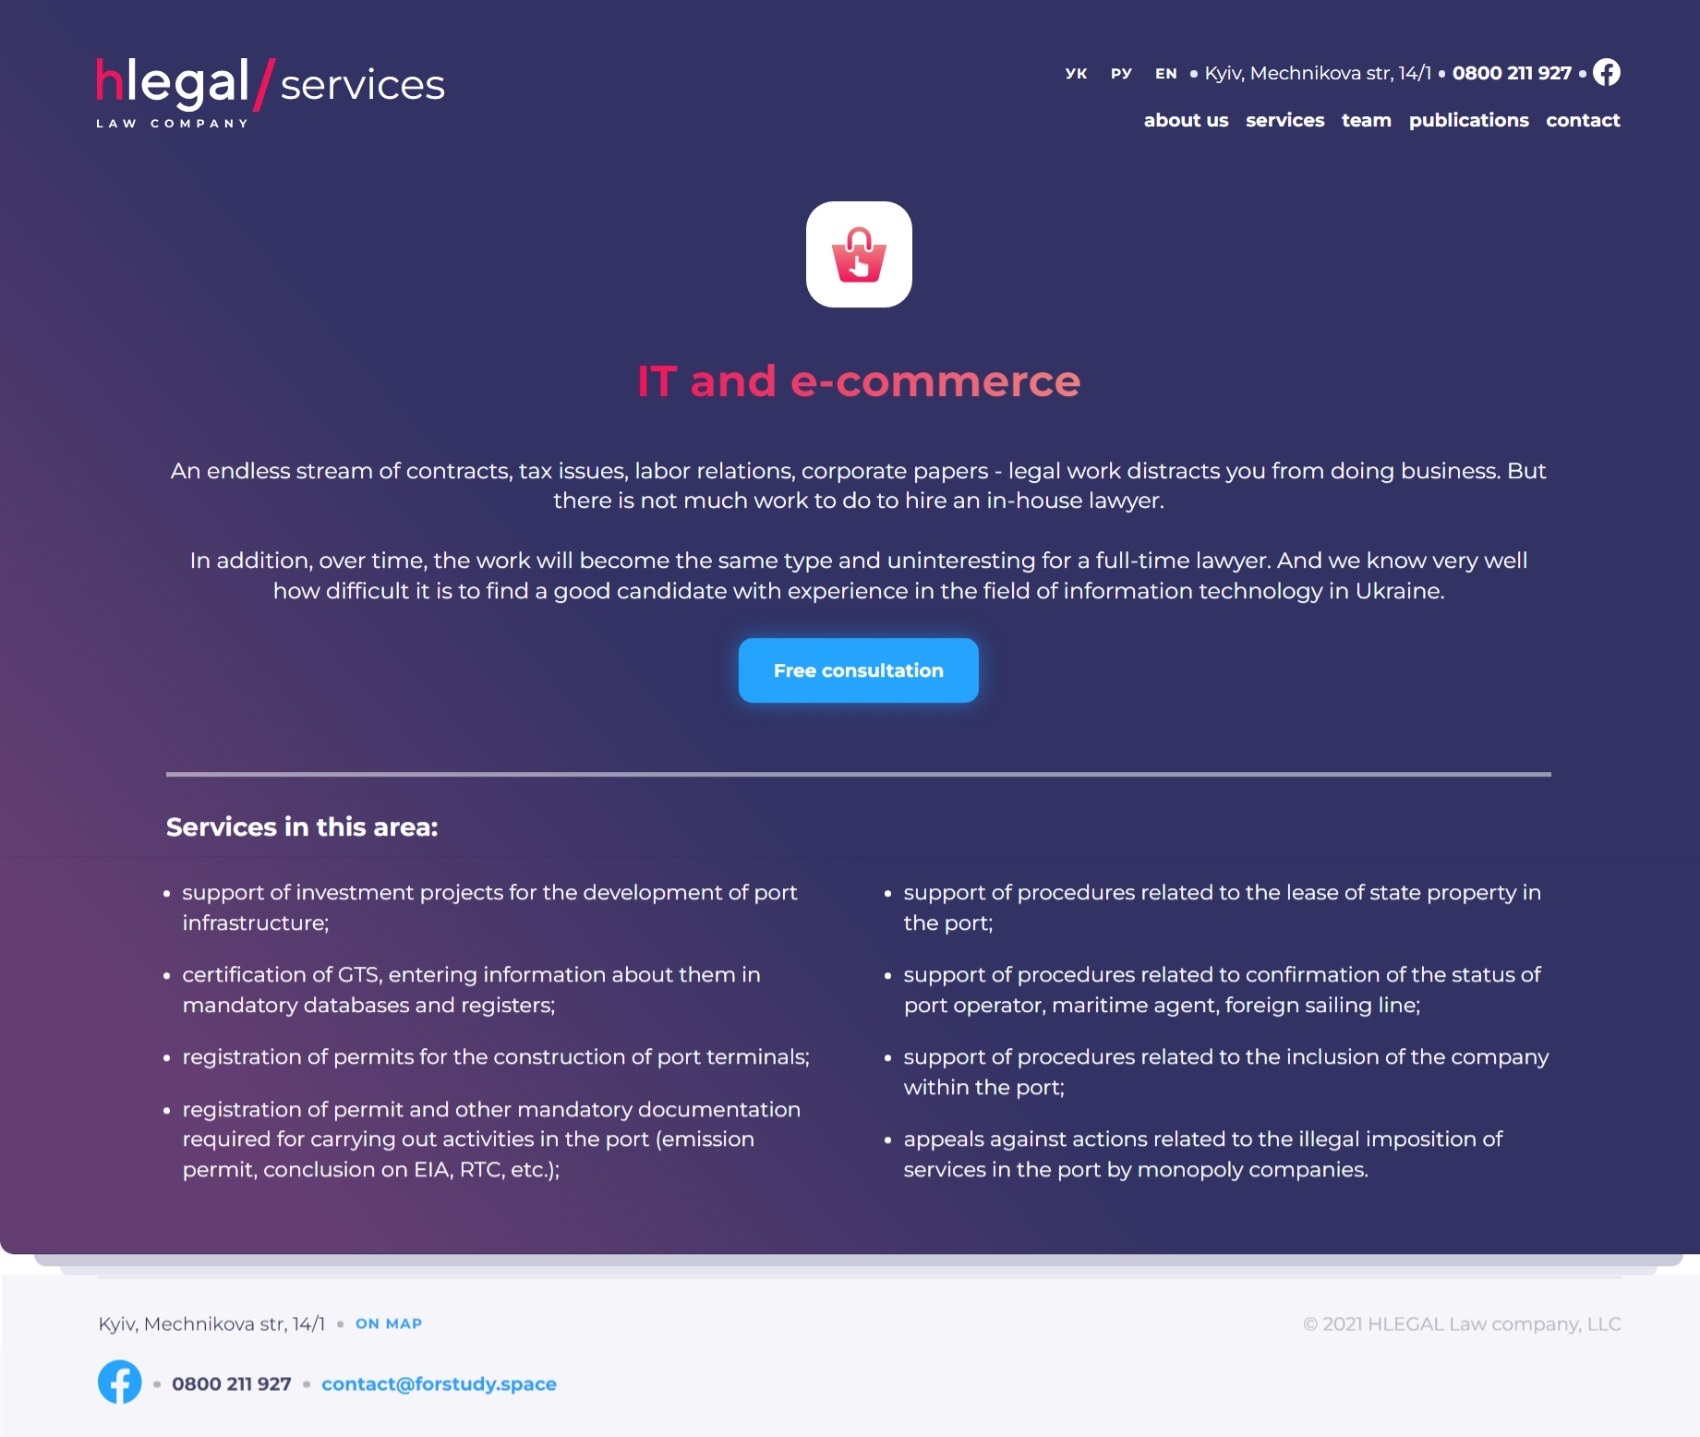 hlegal/services
LAW COMPANY
УК РУ EN • Kyiv, Mechnikova str, 14/1 • 0800 211 927 •
about us services team publications contact
IT and e-commerce
An endless stream of contracts, tax issues, labor relations, corporate papers - legal work distracts you from doing business. But
there is not much work to do to hire an in-house lawyer.
In addition, over time, the work will become the same type and uninteresting for a full-time lawyer. And we know very well
how difficult it is to find a good candidate with experience in the field of information technology in Ukraine.
Free consultation
Services in this area:
• support of investment projects for the development of port
infrastructure;
• certification of GTS, entering information about them in
mandatory databases and registers;
• registration of permits for the construction of port terminals;
• registration of permit and other mandatory documentation
required for carrying out activities in the port (emission
permit, conclusion on EIA, RTC, etc.);
• support of procedures related to the lease of state property in
the port;
• support of procedures related to confirmation of the status of
port operator, maritime agent, foreign sailing line;
• support of procedures related to the inclusion of the company
within the port;
• appeals against actions related to the illegal imposition of
services in the port by monopoly companies.
Kyiv, Mechnikova str, 14/1 • ON MAP
© 2021 HLEGAL Law company, LLC
• 0800 211 927 • contact@forstudy.space